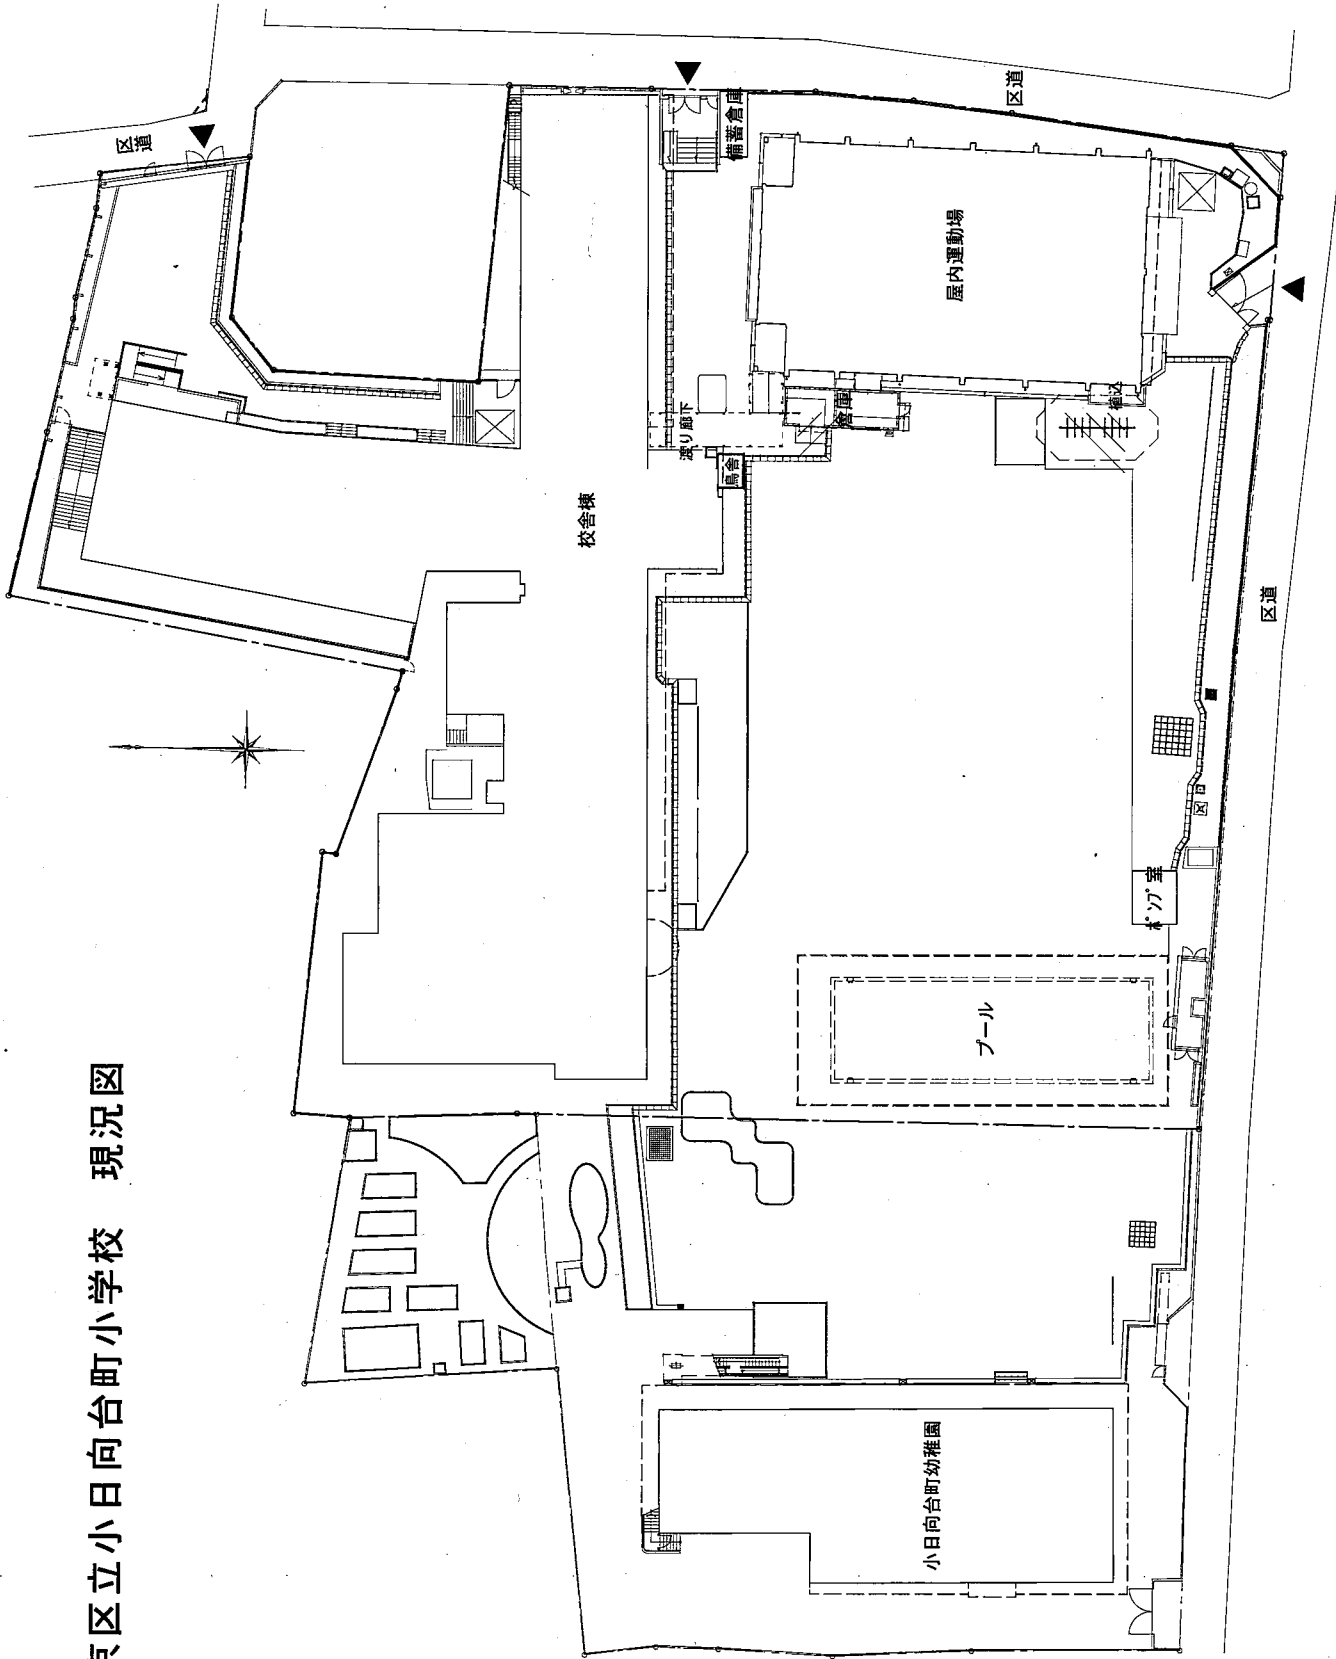 区立小日向台町小学校　現況図
区道
備蓄倉庫
区道
屋内運動場
渡り廊下
倉庫
植込
鳥舎
校舎棟
区道
ポンプ室
プール
小日向台町幼稚園